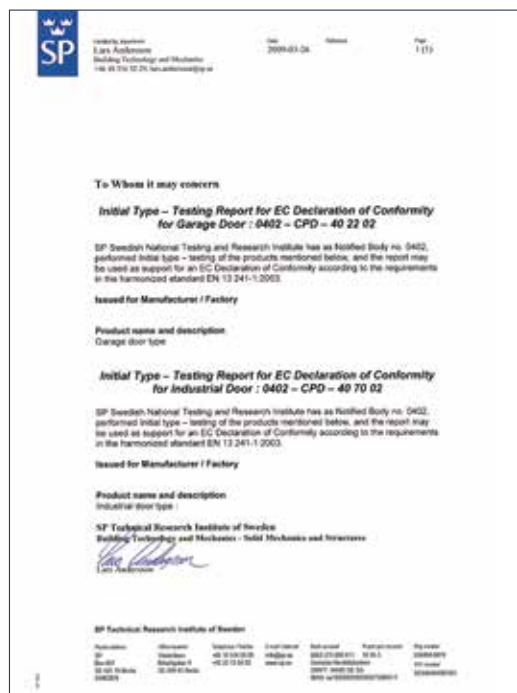 SP
Lars Andersson
Building Technology and Mechanics
Date
Reference
Page
2009-03-26
1 (1)
To Whom it may concern
Initial Type – Testing Report for EC Declaration of Conformity
for Garage Door : 0402 – CPD – 40 22 02
SP Swedish National Testing and Research Institute has as Notified Body no. 0402,
performed Initial type – testing of the products mentioned below, and the report may
be used as support for an EC Declaration of Conformity according to the requirements
in the harmonized standard EN 13 241-1:2003.
Issued for Manufacturer / Factory
Product name and description
Garage door type
Initial Type – Testing Report for EC Declaration of Conformity
for Industrial Door : 0402 – CPD – 40 70 02
SP Swedish National Testing and Research Institute has as Notified Body no. 0402,
performed Initial type – testing of the products mentioned below, and the report may
be used as support for an EC Declaration of Conformity according to the requirements
in the harmonized standard EN 13 241-1:2003.
Issued for Manufacturer / Factory
Product name and description
Industrial door type :
SP Technical Research Institute of Sweden
Building Technology and Mechanics - Solid Mechanics and Structures
Lars Andersson
Lars Andersson
SP Technical Research Institute of Sweden